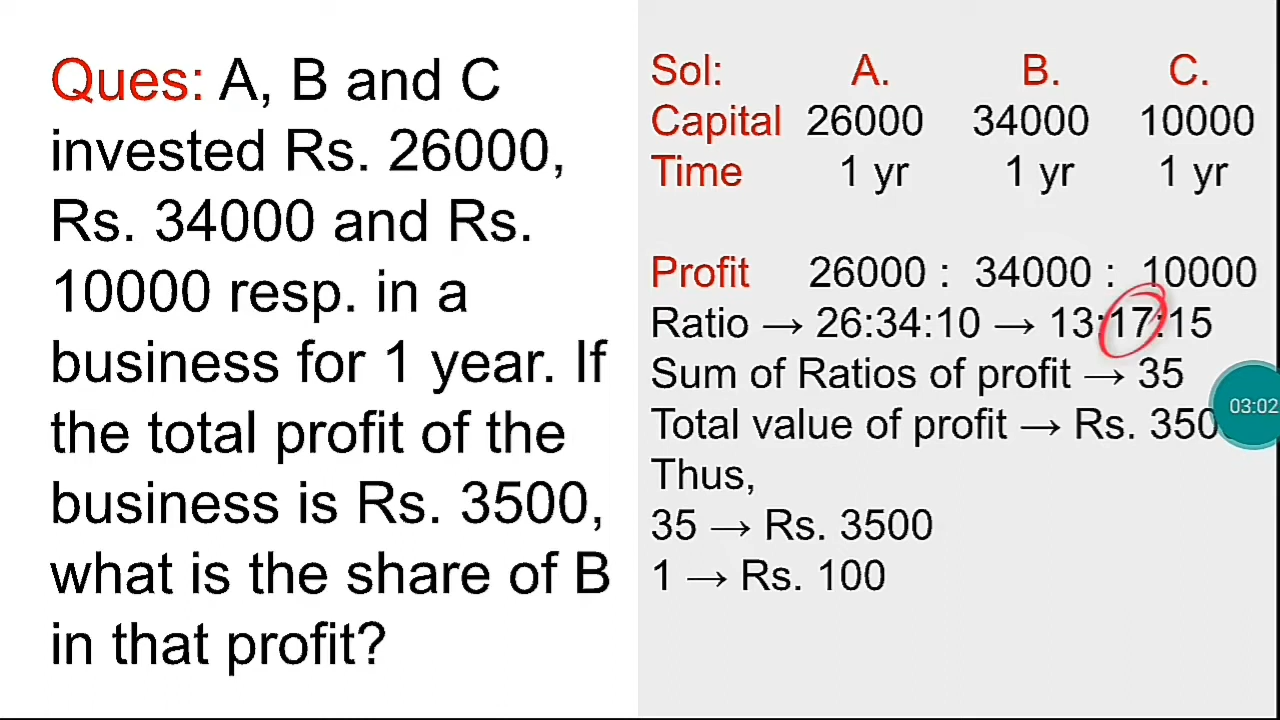 Ques: A, B and C
invested Rs. 26000,
Rs. 34000 and Rs.
10000 resp. in a
business for 1 year. If
the total profit of the
business is Rs. 3500,
what is the share of B
in that profit?
Sol: A. B. C.
Capital 26000 34000 10000
Time 1 yr 1 yr 1 yr
Profit 26000 : 34000 : 10000
Ratio → 26:34:10 → 13:17:15
Sum of Ratios of profit → 35
Total value of profit → Rs. 350
Thus,
35 → Rs. 3500
1 → Rs. 100
03:02